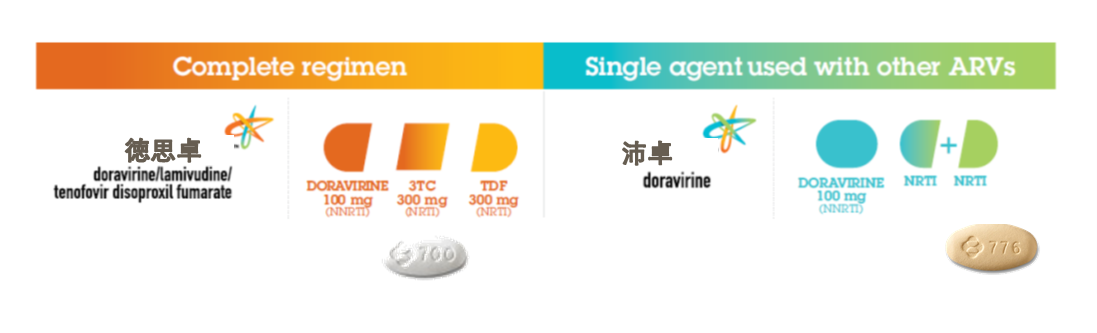 Complete regimen
Single agent used with other ARVs
德思卓
doravirine/lamivudine/
tenofovir disoproxil fumarate
DORAVIRINE
100 mg
(NNRTI)
3TC
300 mg
(NRTI)
TDF
300 mg
(NRTI)
700
沛卓
doravirine
DORAVIRINE
100 mg
(NNRTI)
+
NRTI
NRTI
776